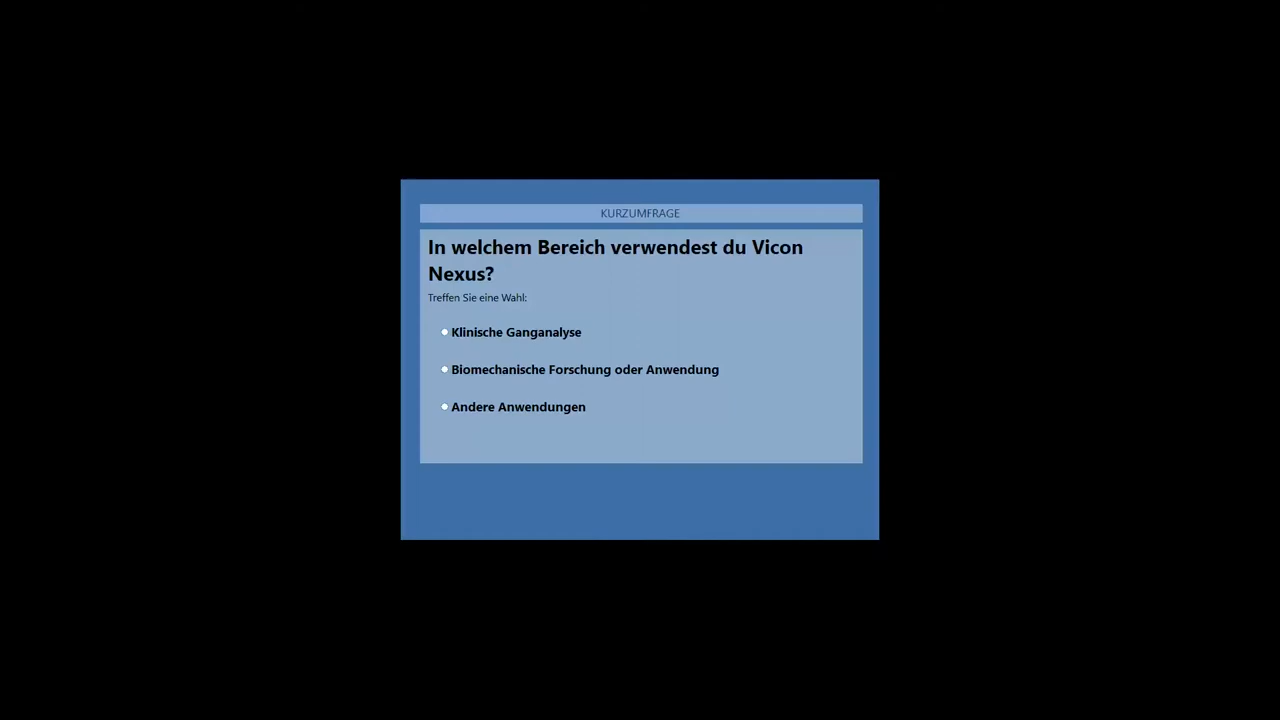 KURZUMFRAGE
In welchem Bereich verwendest du Vicon
Nexus?
Treffen Sie eine Wahl:
Klinische Ganganalyse
Biomechanische Forschung oder Anwendung
Andere Anwendungen